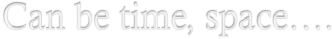 Can be time, space….